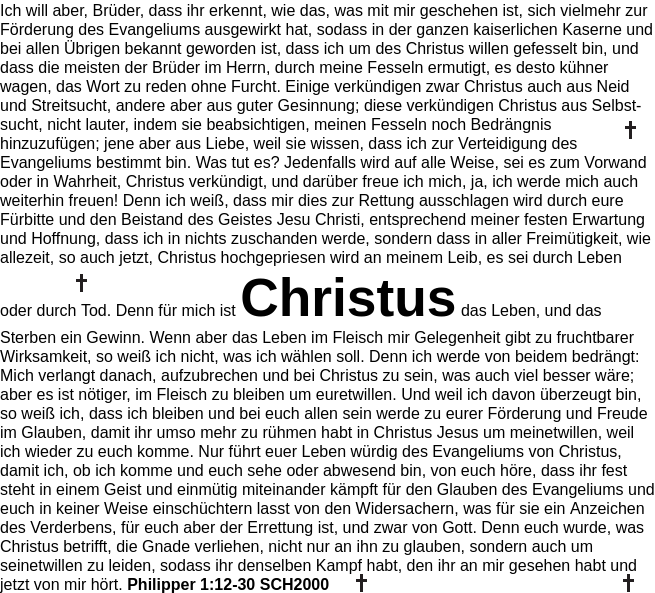 Ich will aber, Brüder, dass ihr erkennt, wie das, was mit mir geschehen ist, sich vielmehr zur
Förderung des Evangeliums ausgewirkt hat, sodass in der ganzen kaiserlichen Kaserne und
bei allen Übrigen bekannt geworden ist, dass ich um des Christus willen gefesselt bin, und
dass die meisten der Brüder im Herrn, durch meine Fesseln ermutigt, es desto kühner
wagen, das Wort zu reden ohne Furcht. Einige verkündigen zwar Christus auch aus Neid
und Streitsucht, andere aber aus guter Gesinnung; diese verkündigen Christus aus Selbst-
sucht, nicht lauter, indem sie beabsichtigen, meinen Fesseln noch Bedrängnis
hinzuzufügen; jene aber aus Liebe, weil sie wissen, dass ich zur Verteidigung des
Evangeliums bestimmt bin. Was tut es? Jedenfalls wird auf alle Weise, sei es zum Vorwand
oder in Wahrheit, Christus verkündigt, und darüber freue ich mich, ja, ich werde mich auch
weiterhin freuen! Denn ich weiß, dass mir dies zur Rettung ausschlagen wird durch eure
Fürbitte und den Beistand des Geistes Jesu Christi, entsprechend meiner festen Erwartung
und Hoffnung, dass ich in nichts zuschanden werde, sondern dass in aller Freimütigkeit, wie
allezeit, so auch jetzt, Christus hochgepriesen wird an meinem Leib, es sei durch Leben
oder durch Tod. Denn für mich ist Christus das Leben, und das
Sterben ein Gewinn. Wenn aber das Leben im Fleisch mir Gelegenheit gibt zu fruchtbarer
Wirksamkeit, so weiß ich nicht, was ich wählen soll. Denn ich werde von beidem bedrängt:
Mich verlangt danach, aufzubrechen und bei Christus zu sein, was auch viel besser wäre;
aber es ist nötiger, im Fleisch zu bleiben um euretwillen. Und weil ich davon überzeugt bin,
so weiß ich, dass ich bleiben und bei euch allen sein werde zu eurer Förderung und Freude
im Glauben, damit ihr umso mehr zu rühmen habt in Christus Jesus um meinetwillen, weil
ich wieder zu euch komme. Nur führt euer Leben würdig des Evangeliums von Christus,
damit ich, ob ich komme und euch sehe oder abwesend bin, von euch höre, dass ihr fest
steht in einem Geist und einmütig miteinander kämpft für den Glauben des Evangeliums und
euch in keiner Weise einschüchtern lasst von den Widersachern, was für sie ein Anzeichen
des Verderbens, für euch aber der Errettung ist, und zwar von Gott. Denn euch wurde, was
Christus betrifft, die Gnade verliehen, nicht nur an ihn zu glauben, sondern auch um
seinetwillen zu leiden, sodass ihr denselben Kampf habt, den ihr an mir gesehen habt und
jetzt von mir hört. Philipper 1:12-30 SCH2000